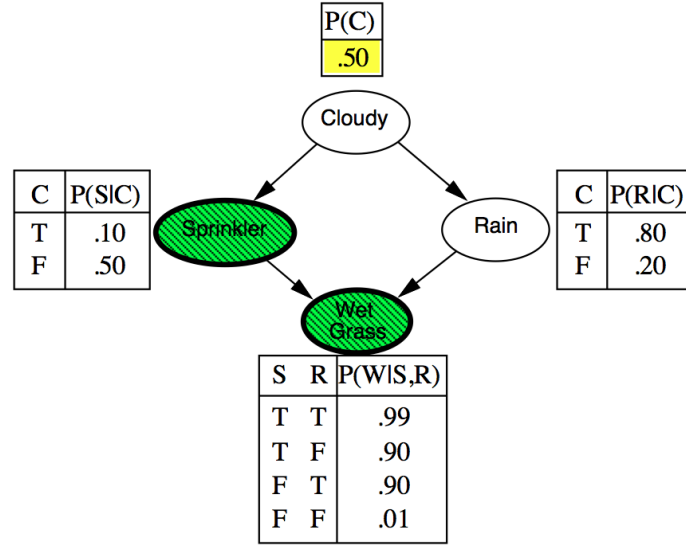 P(C)
.50
Cloudy
C P(S|C)
T .10
F .50
Sprinkler
Rain
C P(R|C)
T .80
F .20
Wet
Grass
S R P(W|S,R)
T T .99
T F .90
F T .90
F F .01